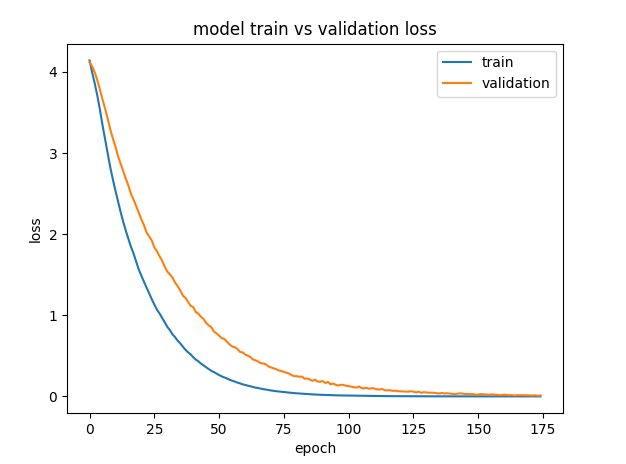 model train vs validation loss
train
validation
loss
4
3
2
1
0
0 25 50 75 100 125 150 175
epoch